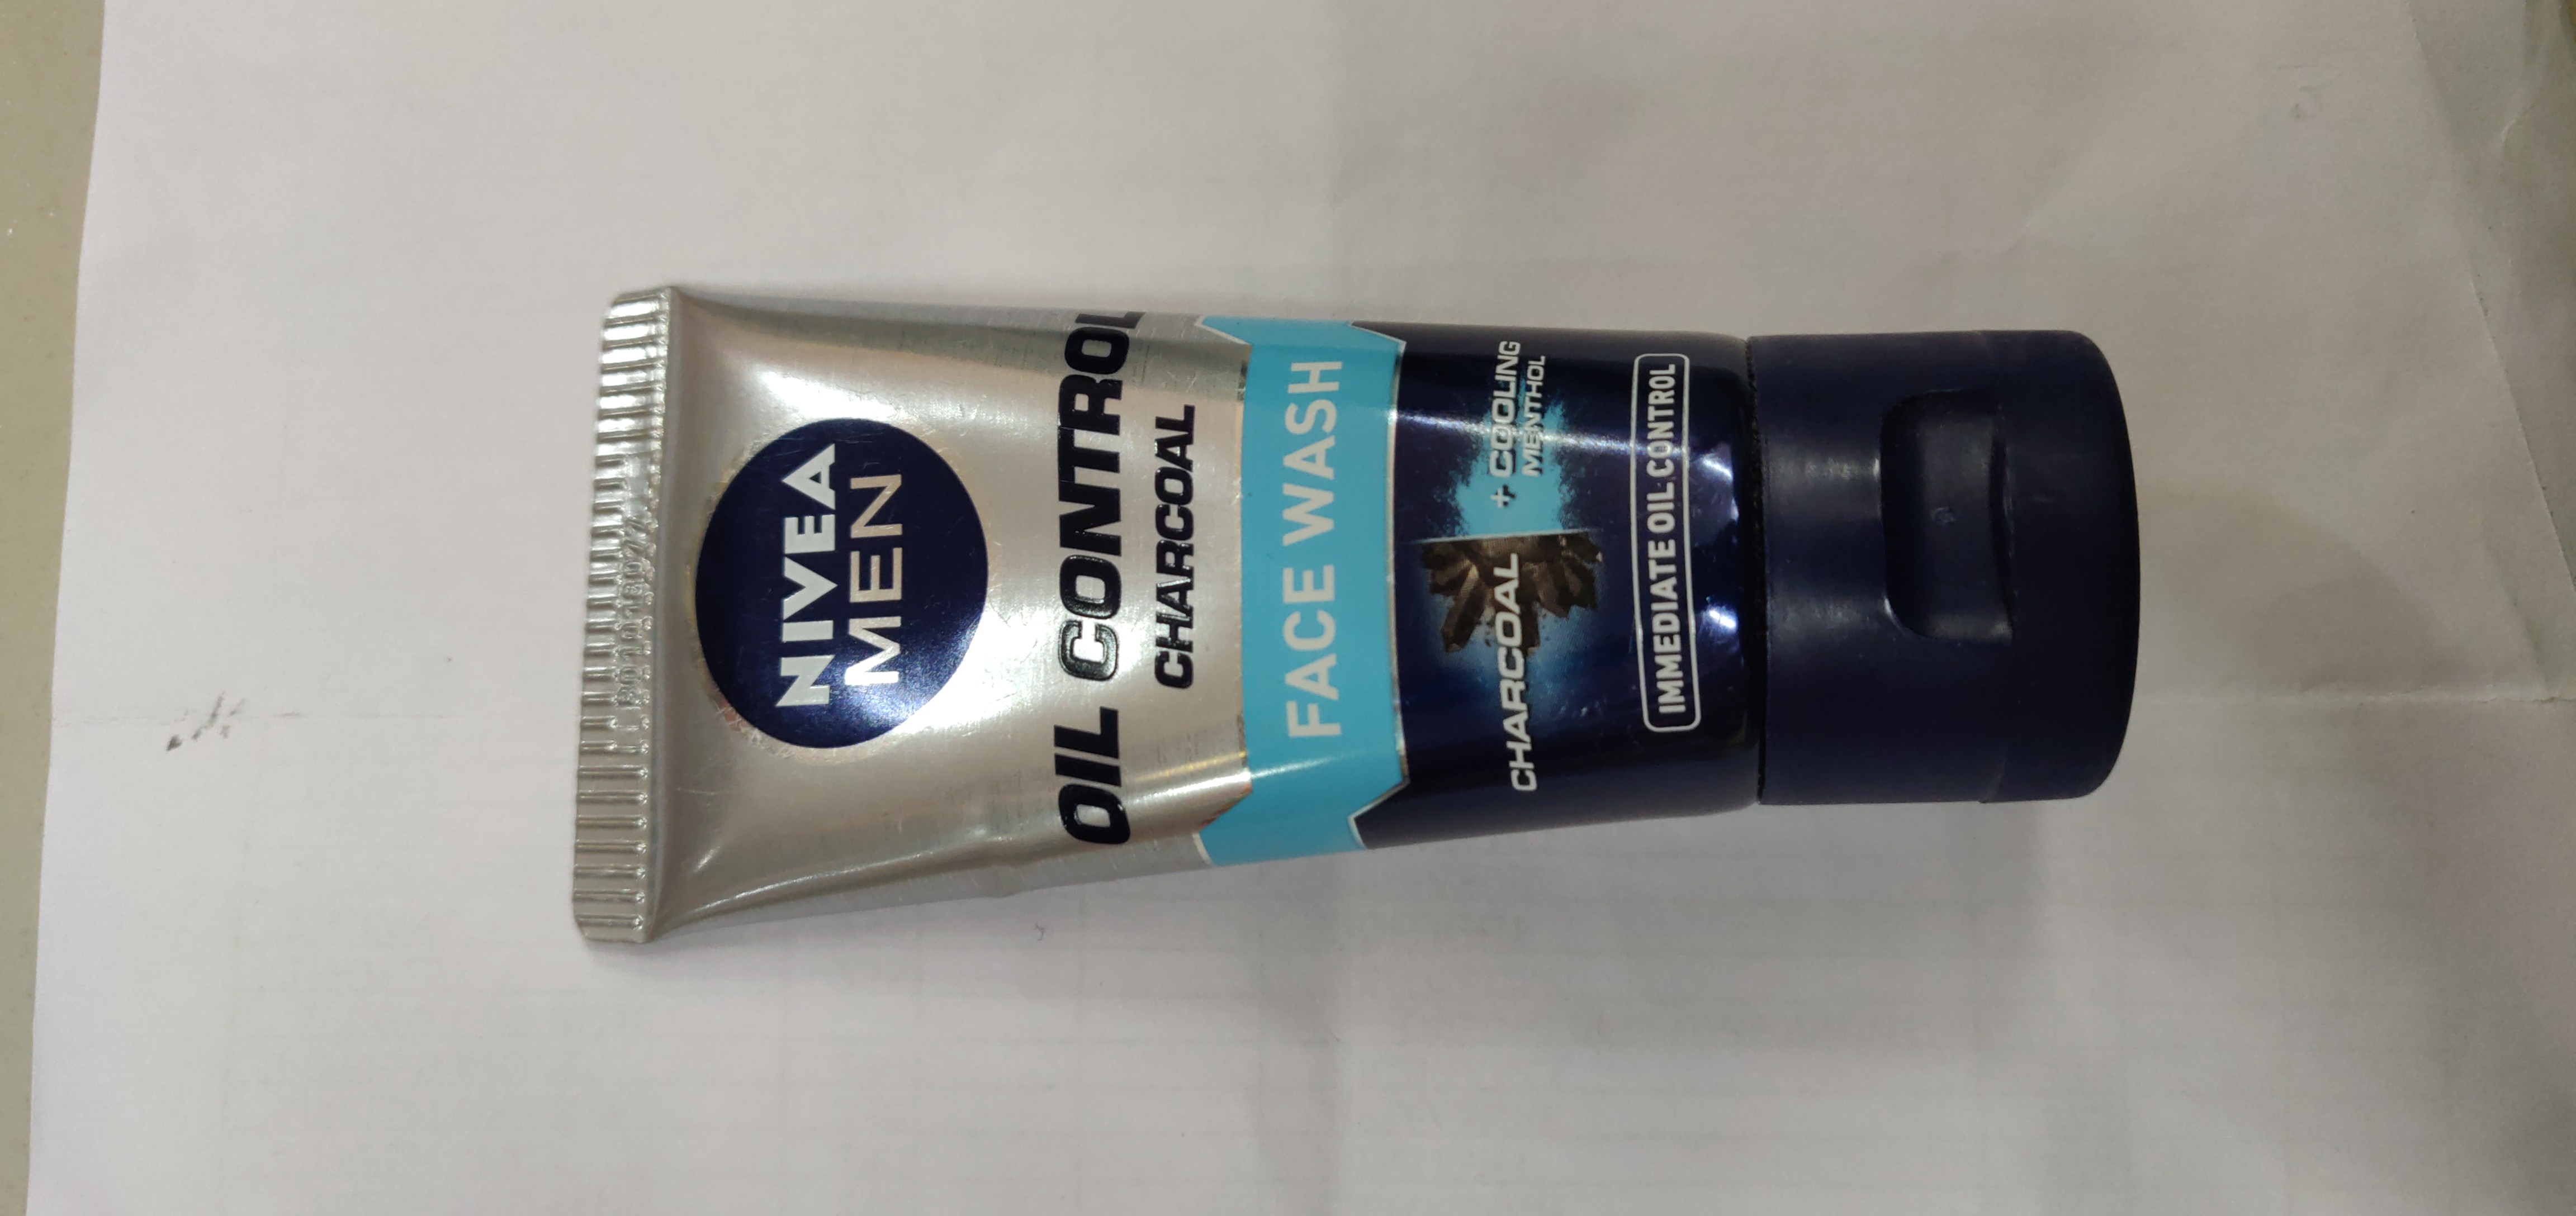 NIVEA
MEN
OIL CONTROL
CHARCOAL
FACE WASH
CHARCOAL
+ COOLING
MENTHOL
IMMEDIATE OIL CONTROL